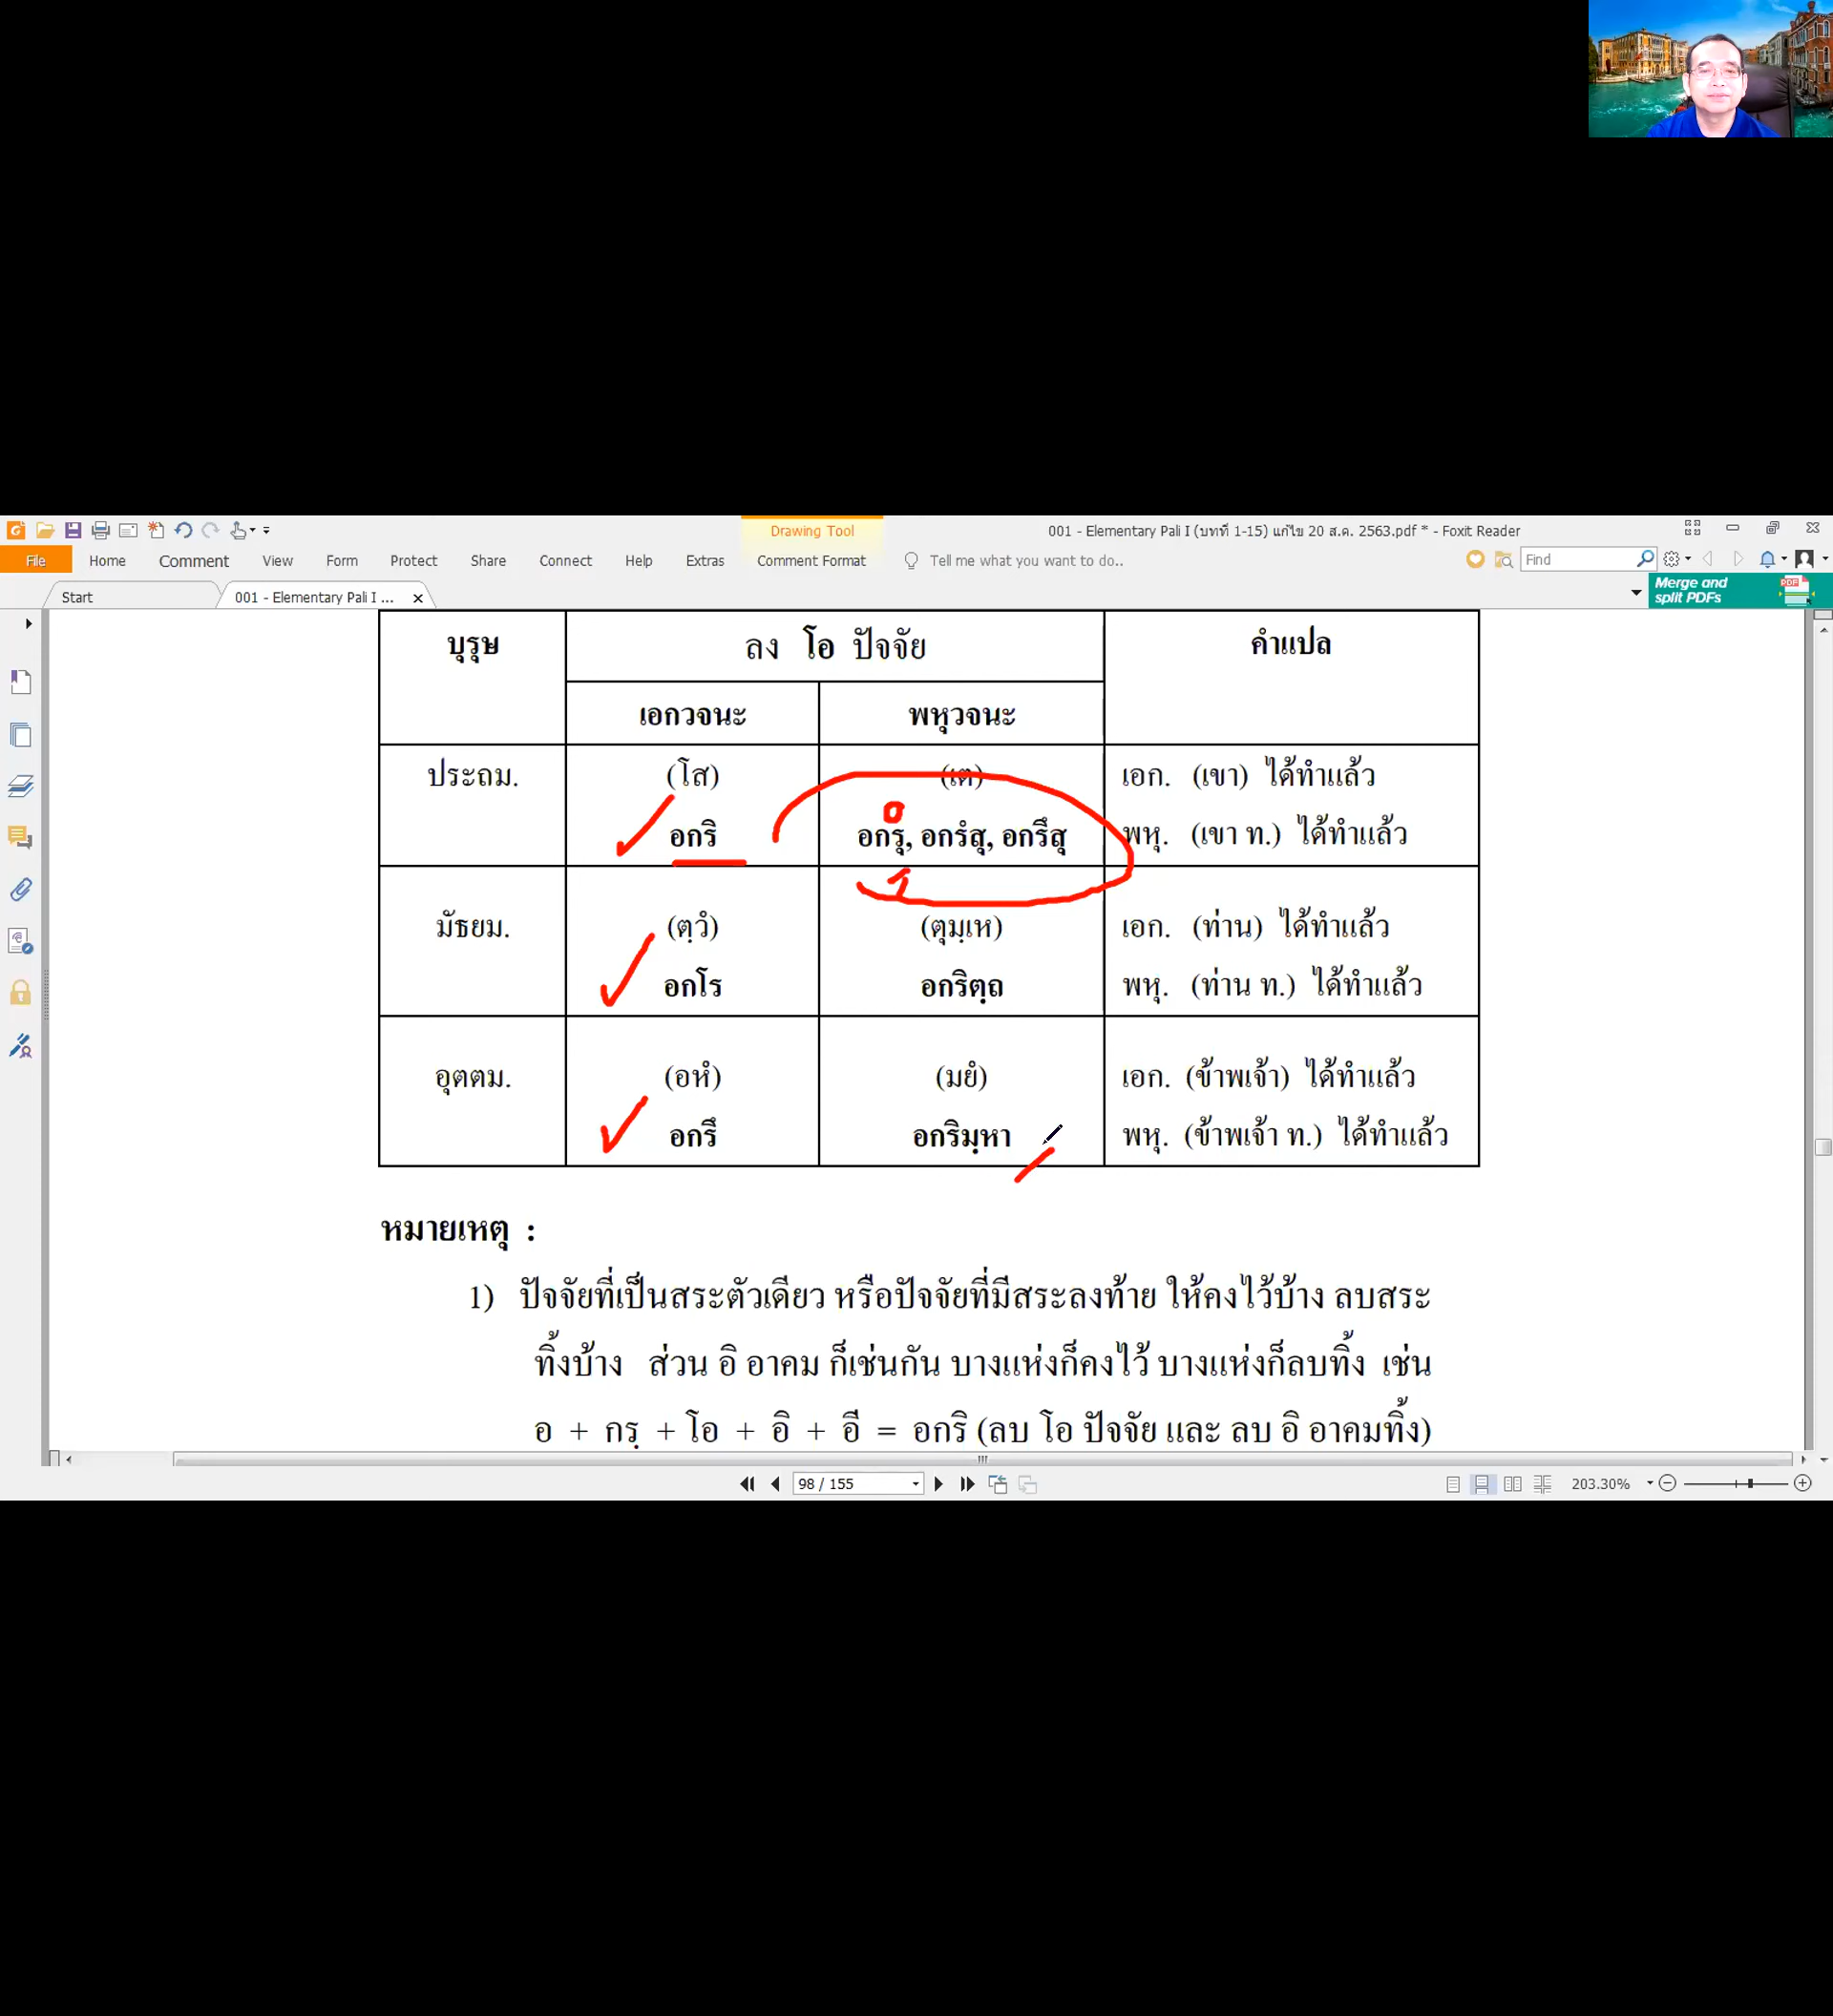 Drawing Tool
001 - Elementary Pali I (บทที่ 1-15) แก้ไข 20 ส.ค. 2563.pdf * - Foxit Reader
File Home Comment View Form Protect Share Connect Help Extras Comment Format Tell me what you want to do.. Find
Start 001 - Elementary Pali I ... Merge and split PDFs
บุรุษ ลง โอ ปัจจัย คำแปล
เอกวจนะ พหุวจนะ
ประถม. (โส) (เต) เอก. (เขา) ได้ทำแล้ว
อกริ อกรุ, อกรํสุ, อกรึสุ พหุ. (เขา ท.) ได้ทำแล้ว
มัธยม. (ตฺวํ) (ตุมฺเห) เอก. (ท่าน) ได้ทำแล้ว
อกโร อกริตฺถ พหุ. (ท่าน ท.) ได้ทำแล้ว
อุตตม. (อหํ) (มยํ) เอก. (ข้าพเจ้า) ได้ทำแล้ว
อกรึ อกริมฺหา พหุ. (ข้าพเจ้า ท.) ได้ทำแล้ว
หมายเหตุ :
1) ปัจจัยที่เป็นสระตัวเดียว หรือปัจจัยที่มีสระลงท้าย ให้คงไว้บ้าง ลบสระ
ทิ้งบ้าง ส่วน อิ อาคม ก็เช่นกัน บางแห่งก็คงไว้ บางแห่งก็ลบทิ้ง เช่น
อ + กรฺ + โอ + อิ + อี = อกริ (ลบ โอ ปัจจัย และ ลบ อิ อาคมทิ้ง)
98 / 155 203.30%